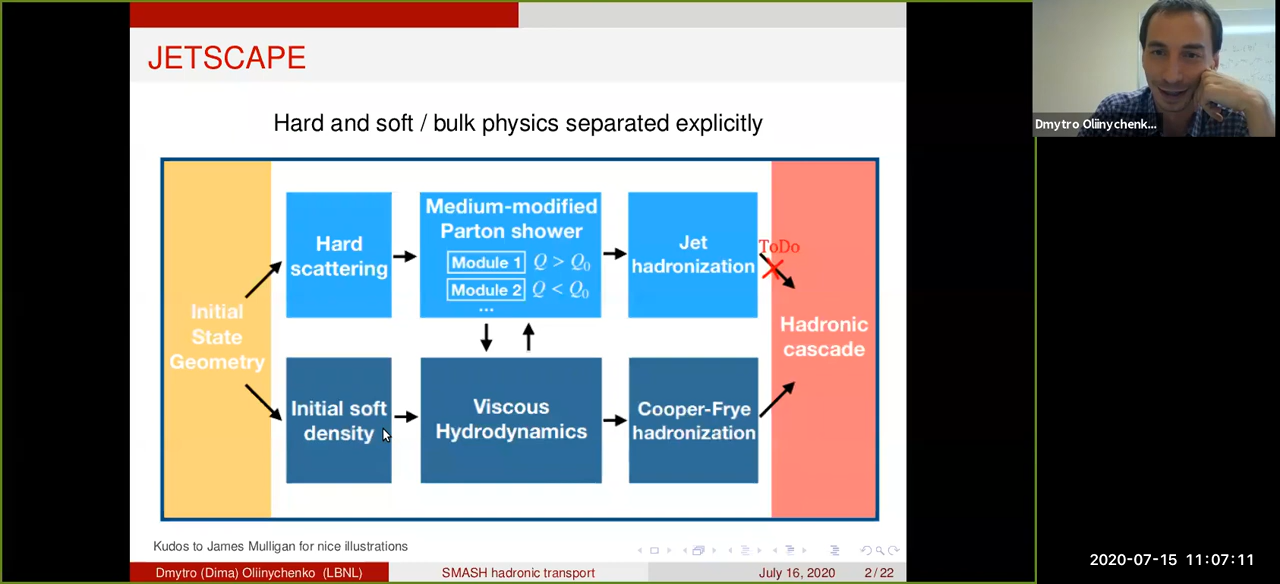 JETSCAPE
Hard and soft / bulk physics separated explicitly
Initial
State
Geometry
Hard
scattering
Medium-modified
Parton shower
Module 1 Q > Q₀
Module 2 Q < Q₀
...
Jet
hadronization
ToDo
Hadronic
cascade
Initial soft
density
Viscous
Hydrodynamics
Cooper-Frye
hadronization
Kudos to James Mulligan for nice illustrations
Dmytro (Dima) Oliinychenko (LBNL) SMASH hadronic transport July 16, 2020 2 / 22
Dmytro Oliinychenk...
2020-07-15 11:07:11